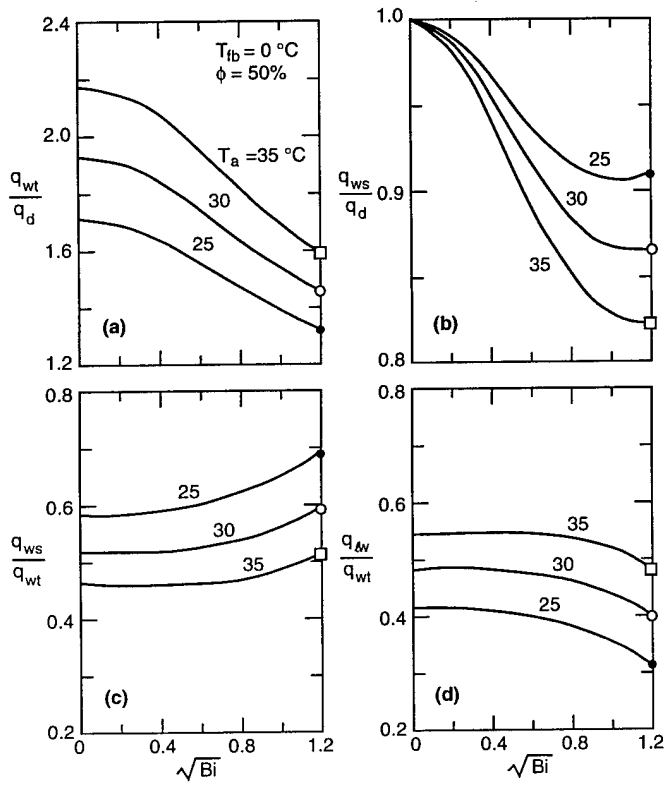 2.4
2.0
1.6
1.2
q_wt
q_d
T_fb = 0 °C
ϕ = 50%
T_a = 35 °C
30
25
(a)
1.0
0.9
0.8
q_ws
q_d
25
30
35
(b)
0.8
0.6
0.4
0.2
q_ws
q_wt
25
30
35
(c)
0 0.4 0.8 1.2
√Bi
0.8
0.6
0.4
0.2
q_ℓw
q_wt
35
30
25
(d)
0 0.4 0.8 1.2
√Bi